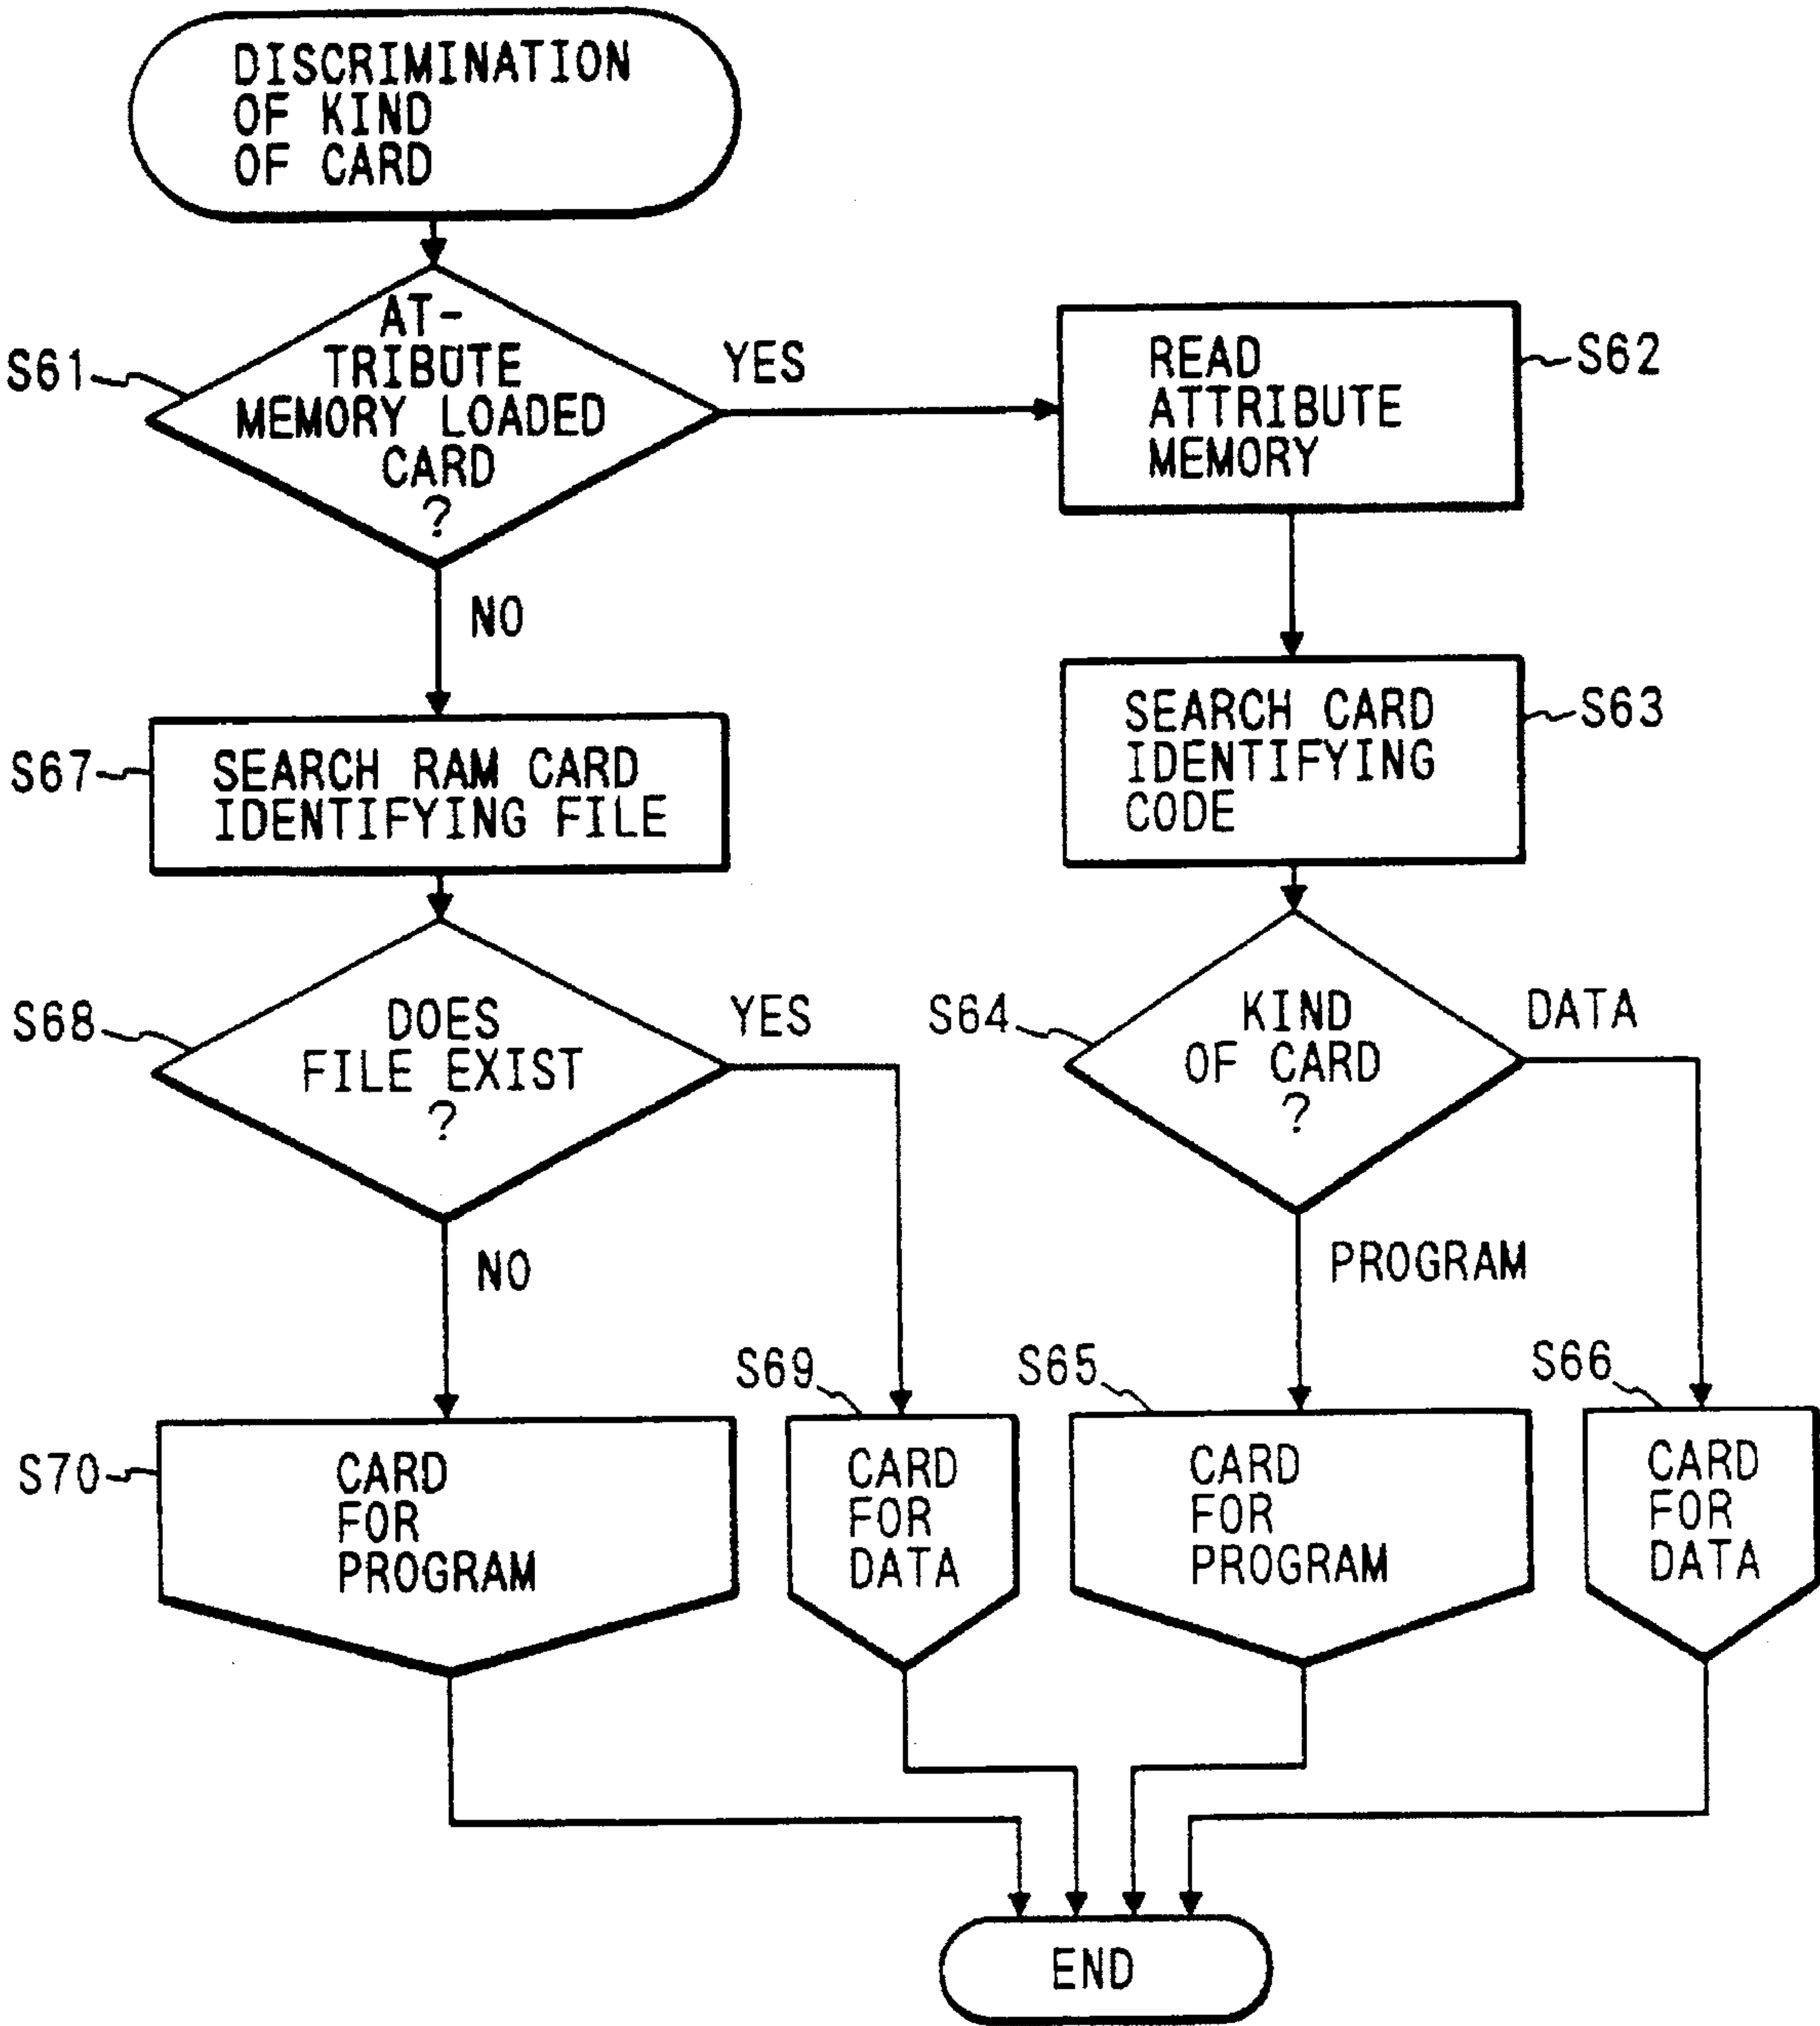 DISCRIMINATION
OF KIND
OF CARD
AT-
TRIBUTE
MEMORY LOADED
CARD
?
S61
YES
READ
ATTRIBUTE
MEMORY
S62
NO
SEARCH CARD
IDENTIFYING
CODE
S63
S67
SEARCH RAM CARD
IDENTIFYING FILE
S68
DOES
FILE EXIST
?
YES
S64
KIND
OF CARD
?
DATA
NO
PROGRAM
S70
CARD
FOR
PROGRAM
S69
CARD
FOR
DATA
S65
CARD
FOR
PROGRAM
S66
CARD
FOR
DATA
END